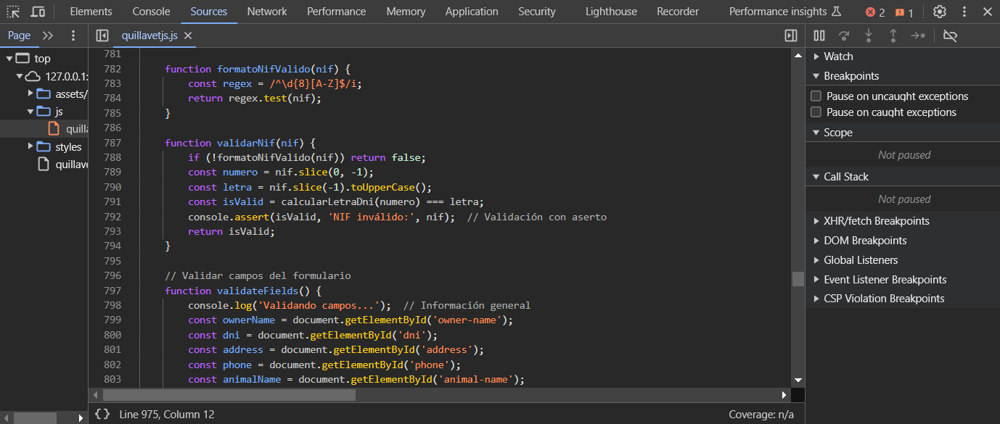 Elements Console Sources Network Performance Memory Application Security Lighthouse Recorder Performance insights 2 1
Page
quillavetjs.js
top
127.0.0.1:
assets/
js
quilla
styles
quillave
781
782 function formatoNifValido(nif) {
783 const regex = /^\d{8}[A-Z]$/i;
784 return regex.test(nif);
785 }
786
787 function validarNif(nif) {
788 if (!formatoNifValido(nif)) return false;
789 const numero = nif.slice(0, -1);
790 const letra = nif.slice(-1).toUpperCase();
791 const isValid = calcularLetraDni(numero) === letra;
792 console.assert(isValid, 'NIF inválido:', nif);  // Validación con aserto
793 return isValid;
794 }
795
796 // Validar campos del formulario
797 function validateFields() {
798 console.log('Validando campos...');  // Información general
799 const ownerName = document.getElementById('owner-name');
800 const dni = document.getElementById('dni');
801 const address = document.getElementById('address');
802 const phone = document.getElementById('phone');
803 const animalName = document.getElementById('animal-name');
{ } Line 975, Column 12 Coverage: n/a
Watch
Breakpoints
Pause on uncaught exceptions
Pause on caught exceptions
Scope
Not paused
Call Stack
Not paused
XHR/fetch Breakpoints
DOM Breakpoints
Global Listeners
Event Listener Breakpoints
CSP Violation Breakpoints